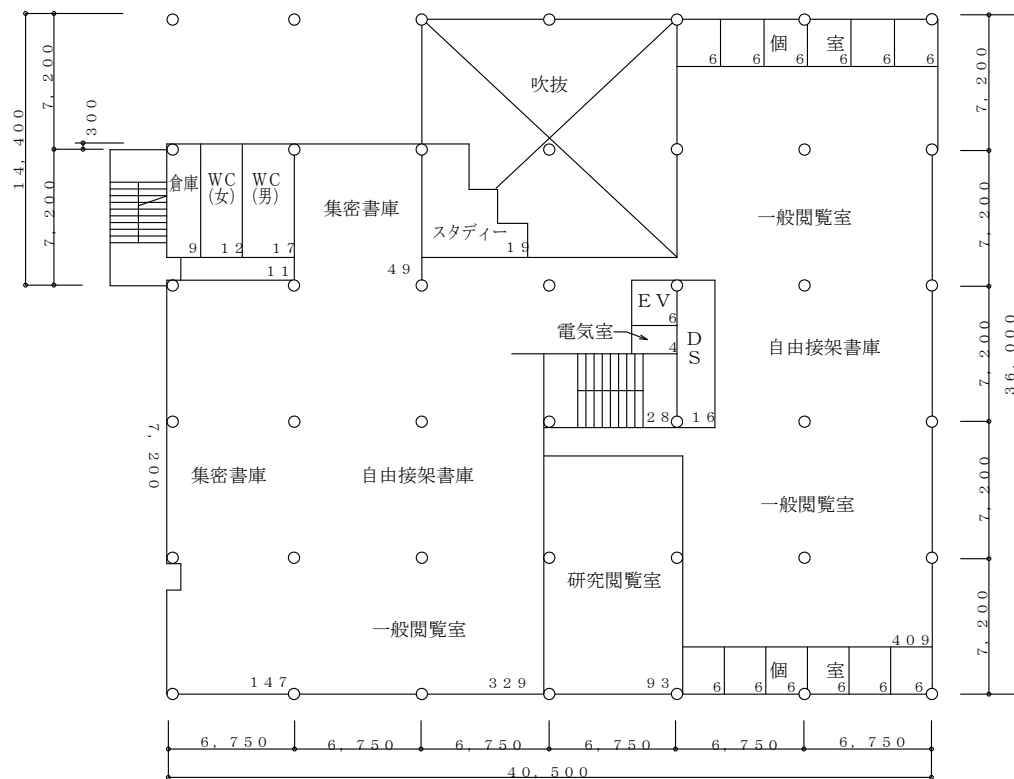 個 室
6 6 6 6 6 6
吹抜
14,400
7,200
300
7,200
7,200
倉庫
WC
(女)
WC
(男)
集密書庫
一般閲覧室
7,200
スタディー
9 12 17
19
11
49
EV
6
電気室
4
DS
自由接架書庫
7,200
36,000
28 16
7,200
集密書庫
自由接架書庫
一般閲覧室
7,200
研究閲覧室
一般閲覧室
409
7,200
個 室
147
329
93
6 6 6 6 6 6
6,750 6,750 6,750 6,750 6,750 6,750
40,500